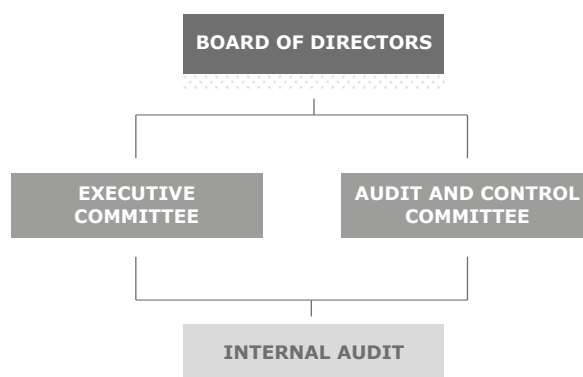 BOARD OF DIRECTORS
EXECUTIVE
COMMITTEE
AUDIT AND CONTROL
COMMITTEE
INTERNAL AUDIT